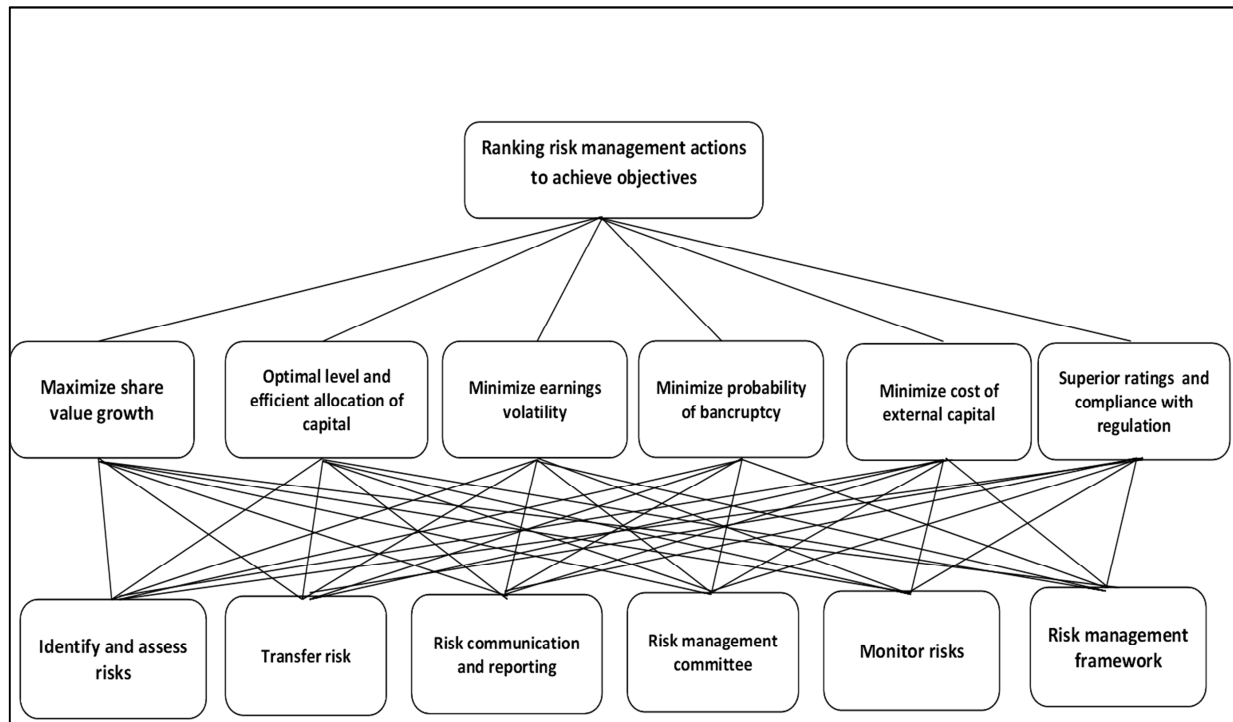 Ranking risk management actions
to achieve objectives
Maximize share
value growth
Optimal level and
efficient allocation of
capital
Minimize earnings
volatility
Minimize probability
of bancruptcy
Minimize cost of
external capital
Superior ratings and
compliance with
regulation
Identify and assess
risks
Transfer risk
Risk communication
and reporting
Risk management
committee
Monitor risks
Risk management
framework